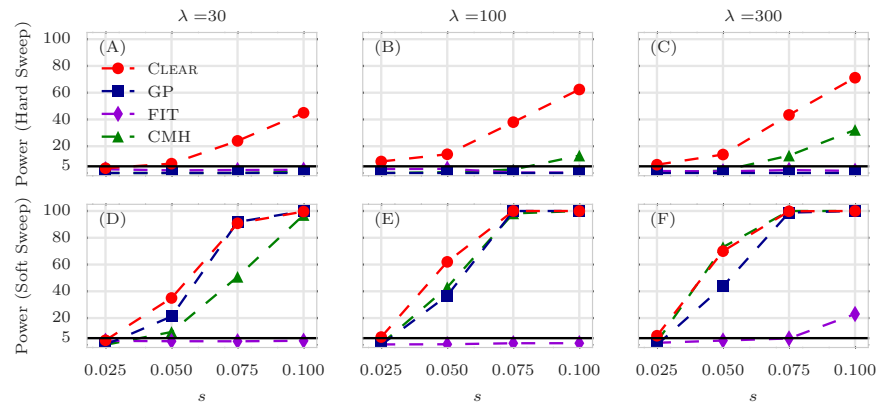 λ =30
λ =100
λ =300
Power (Hard Sweep)
100
80
60
40
20
5
(A)
CLEAR
GP
FIT
CMH
(B)
(C)
Power (Soft Sweep)
100
80
60
40
20
5
(D)
(E)
(F)
0.025 0.050 0.075 0.100
0.025 0.050 0.075 0.100
0.025 0.050 0.075 0.100
s
s
s